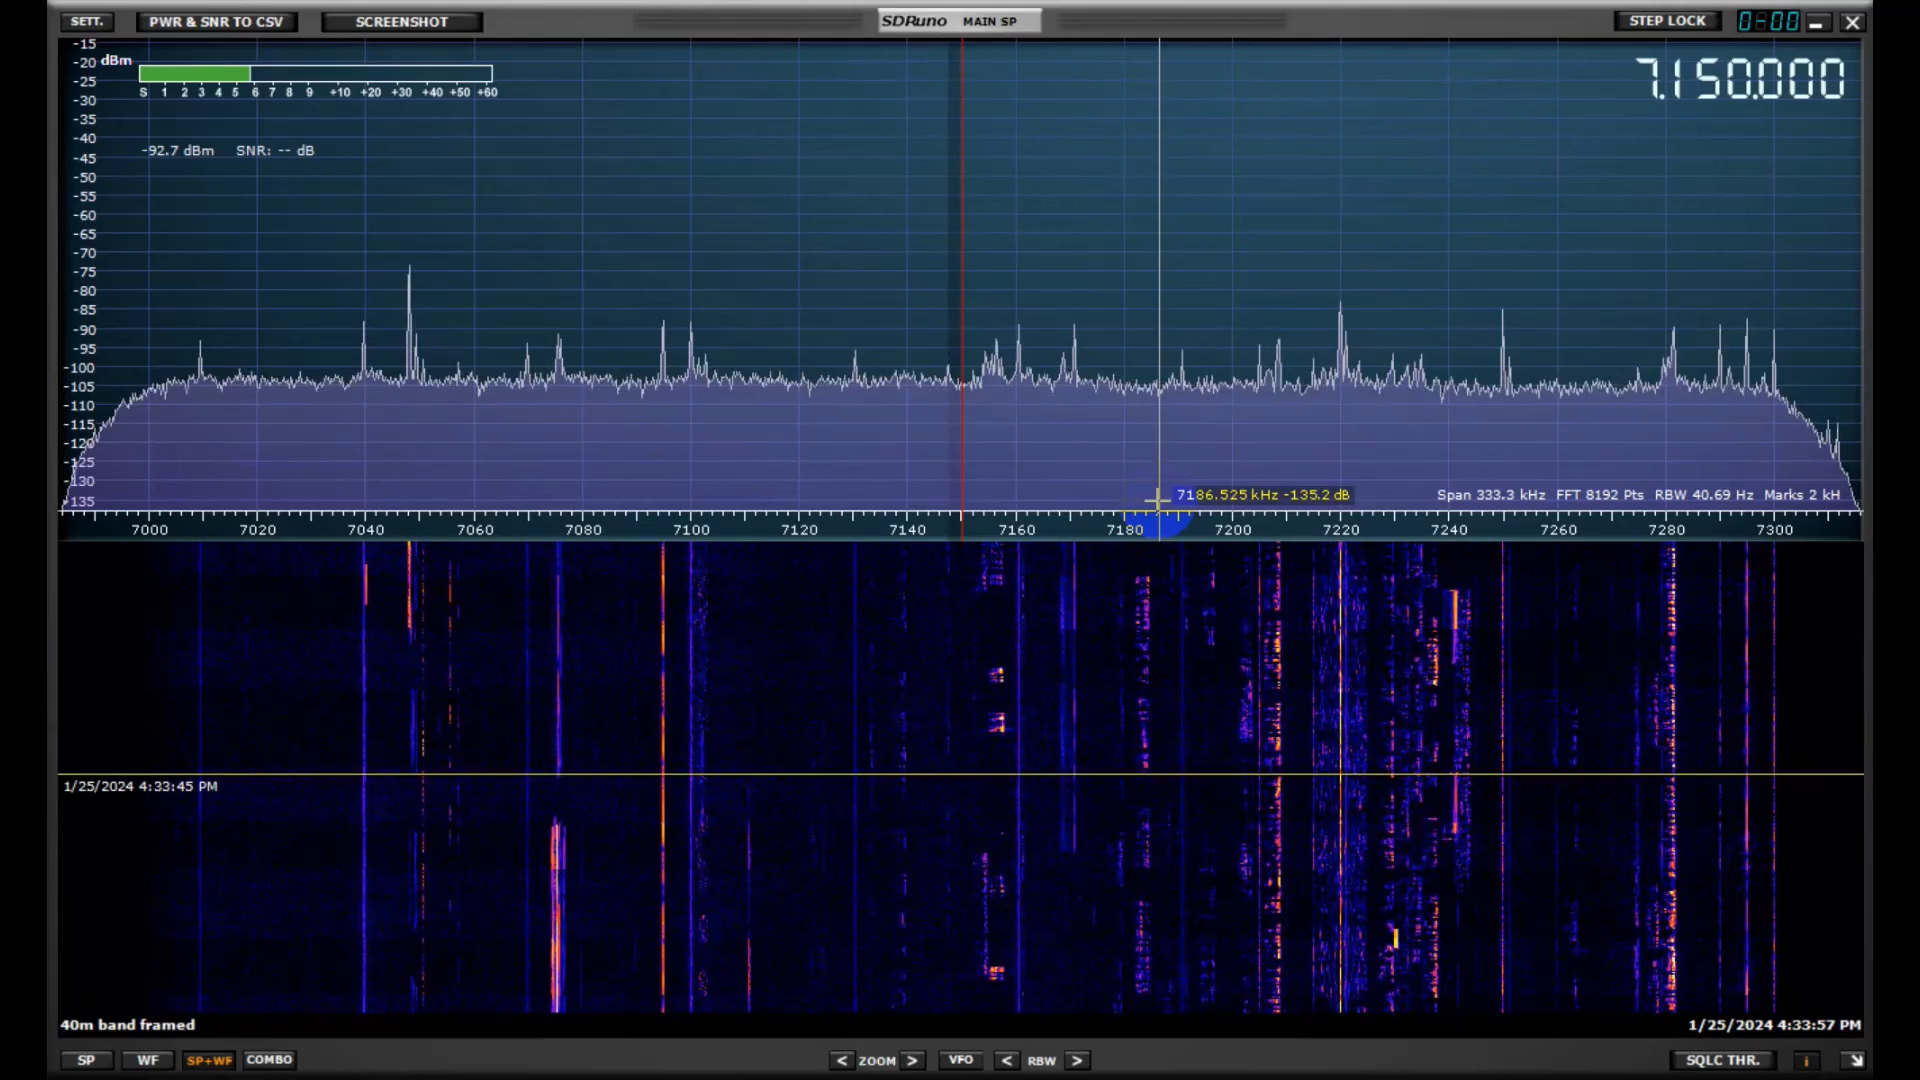 SETT. PWR & SNR TO CSV SCREENSHOT SDRuno MAIN SP STEP LOCK 0-00
-15
-20 dBm
-25
S 1 2 3 4 5 6 7 8 9 +10 +20 +30 +40 +50 +60
7.150.000
-30
-35
-40
-45
-92.7 dBm SNR: -- dB
-50
-55
-60
-65
-70
-75
-80
-85
-90
-95
-100
-105
-110
-115
-120
-125
-130
-135
7186.525 kHz -135.2 dB
Span 333.3 kHz FFT 8192 Pts RBW 40.69 Hz Marks 2 kH
7000 7020 7040 7060 7080 7100 7120 7140 7160 7180 7200 7220 7240 7260 7280 7300
1/25/2024 4:33:45 PM
40m band framed 1/25/2024 4:33:57 PM
SP WF SP+WF COMBO < ZOOM > VFO < RBW > SQLC THR. i